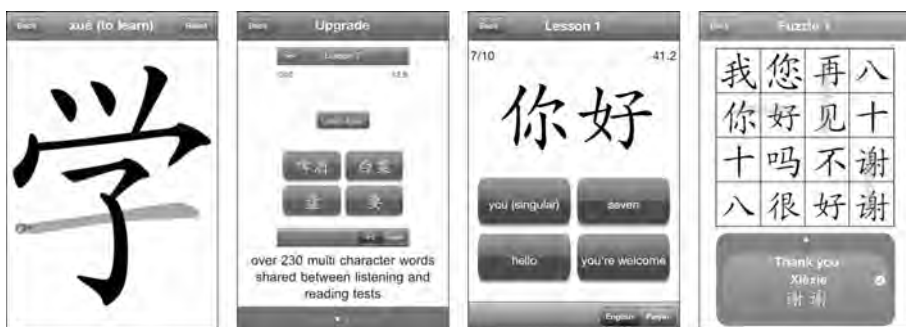 Back xué (to learn) Reset
学
Back Upgrade
over 230 multi character words
shared between listening and
reading tests
Back Lesson 1
7/10 -41.2
你好
you (singular) seven
hello you're welcome
English Pinyin
Back Puzzle 1
我 您 再 八
你 好 见 十
十 吗 不 谢
八 很 好 谢
Thank you
Xièxie
谢谢